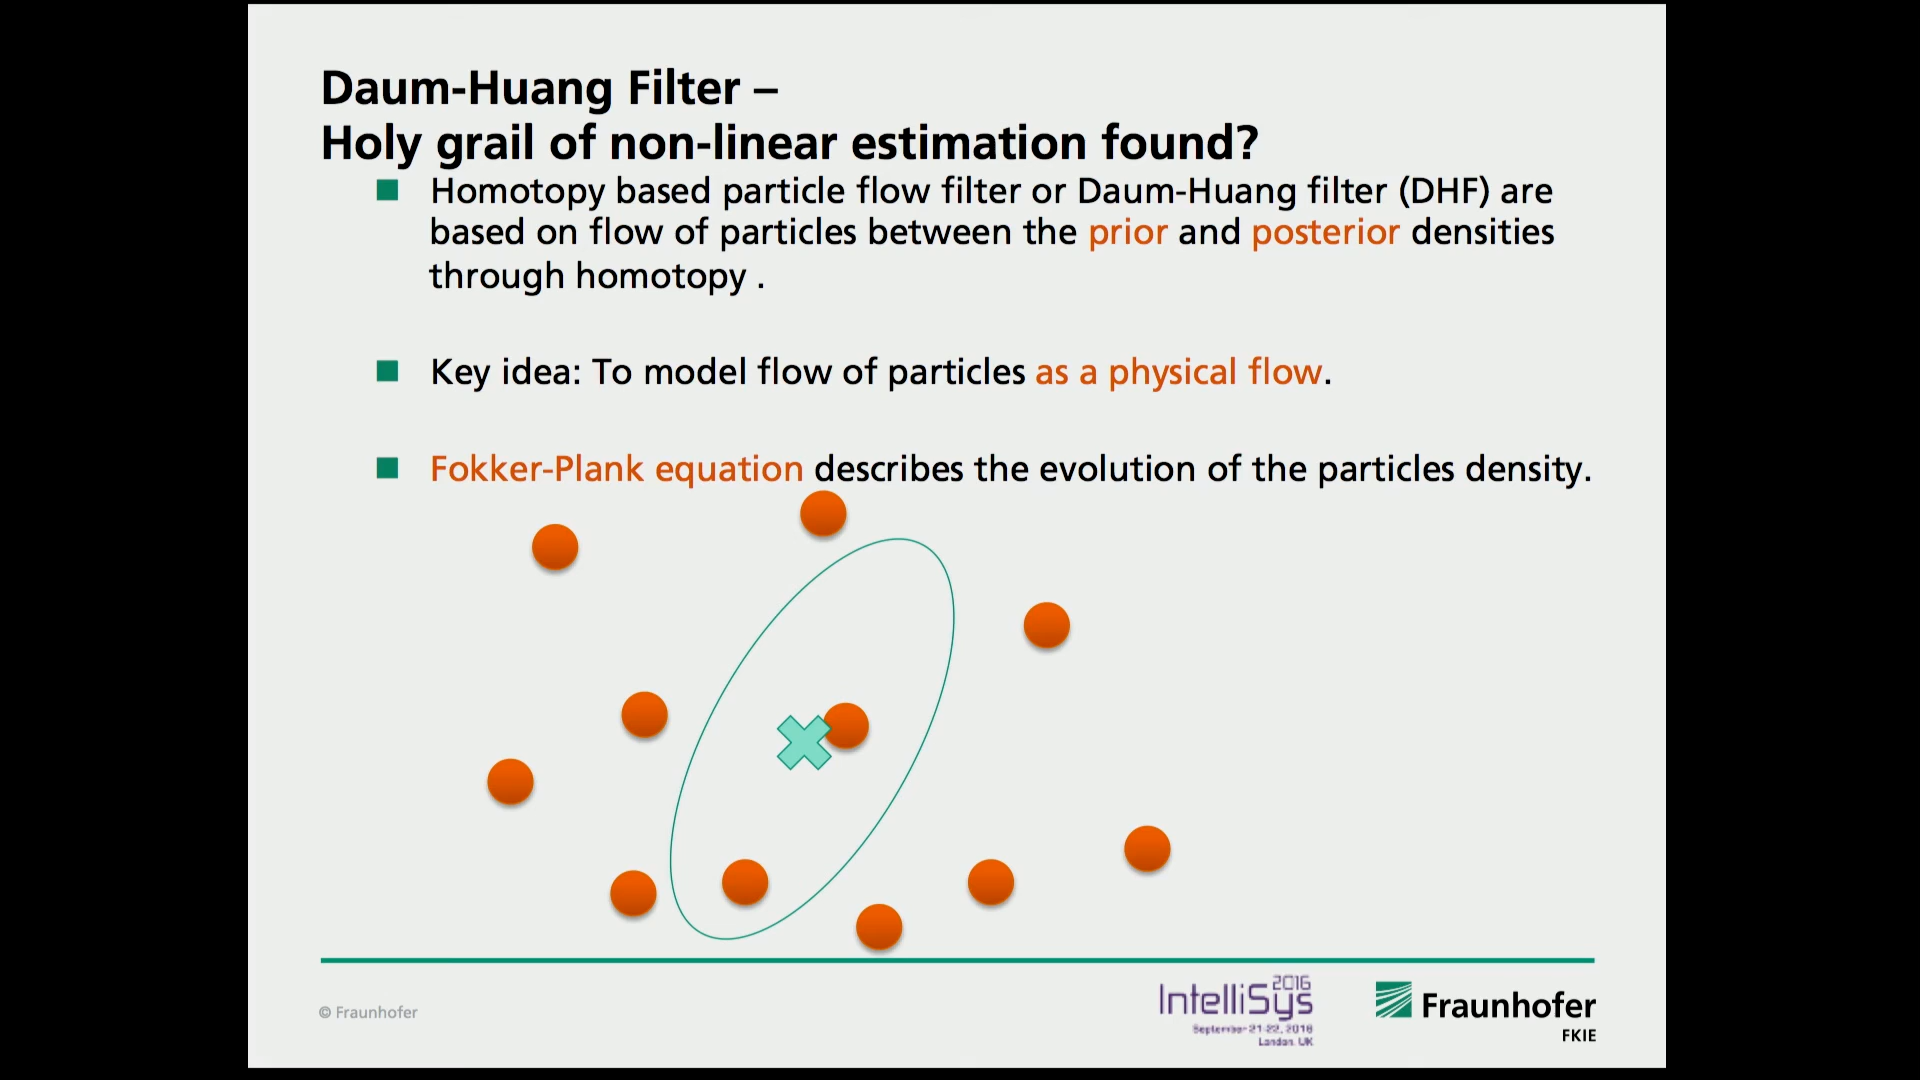 Daum-Huang Filter –
Holy grail of non-linear estimation found?
Homotopy based particle flow filter or Daum-Huang filter (DHF) are
based on flow of particles between the prior and posterior densities
through homotopy .
Key idea: To model flow of particles as a physical flow.
Fokker-Plank equation describes the evolution of the particles density.
© Fraunhofer
IntelliSys 2016
September 21-22, 2016
London, UK
Fraunhofer
FKIE